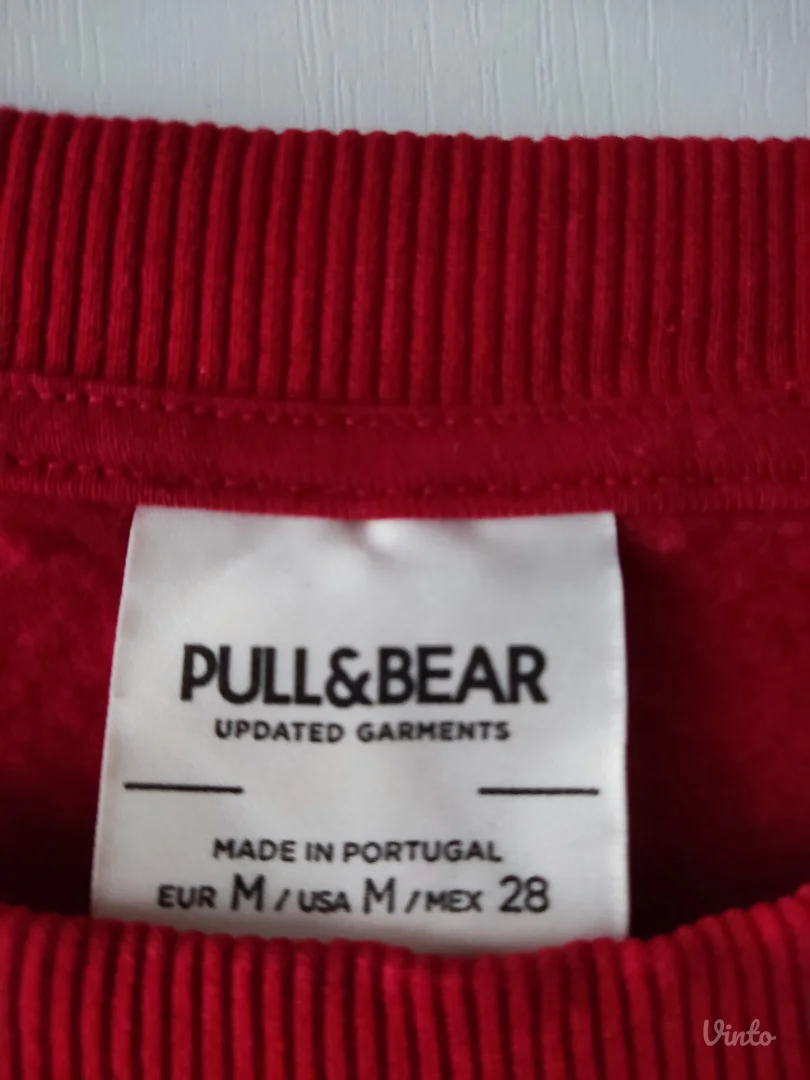 PULL&BEAR
UPDATED GARMENTS
MADE IN PORTUGAL
EUR M / USA M / MEX 28
Vinto